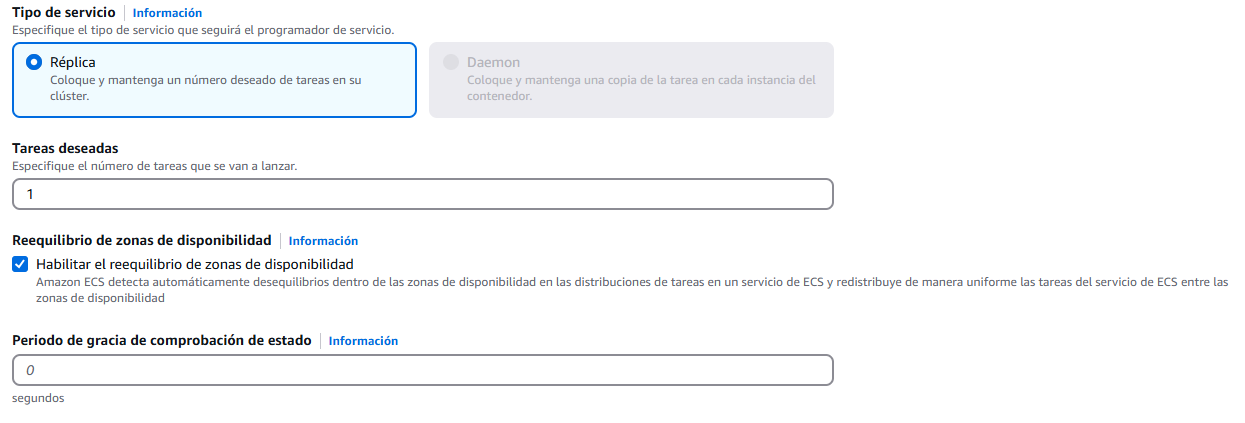 Tipo de servicio | Información
Especifique el tipo de servicio que seguirá el programador de servicio.
Réplica
Coloque y mantenga un número deseado de tareas en su
clúster.
Daemon
Coloque y mantenga una copia de la tarea en cada instancia del
contenedor.
Tareas deseadas
Especifique el número de tareas que se van a lanzar.
1
Reequilibrio de zonas de disponibilidad | Información
Habilitar el reequilibrio de zonas de disponibilidad
Amazon ECS detecta automáticamente desequilibrios dentro de las zonas de disponibilidad en las distribuciones de tareas en un servicio de ECS y redistribuye de manera uniforme las tareas del servicio de ECS entre las
zonas de disponibilidad
Periodo de gracia de comprobación de estado | Información
0
segundos